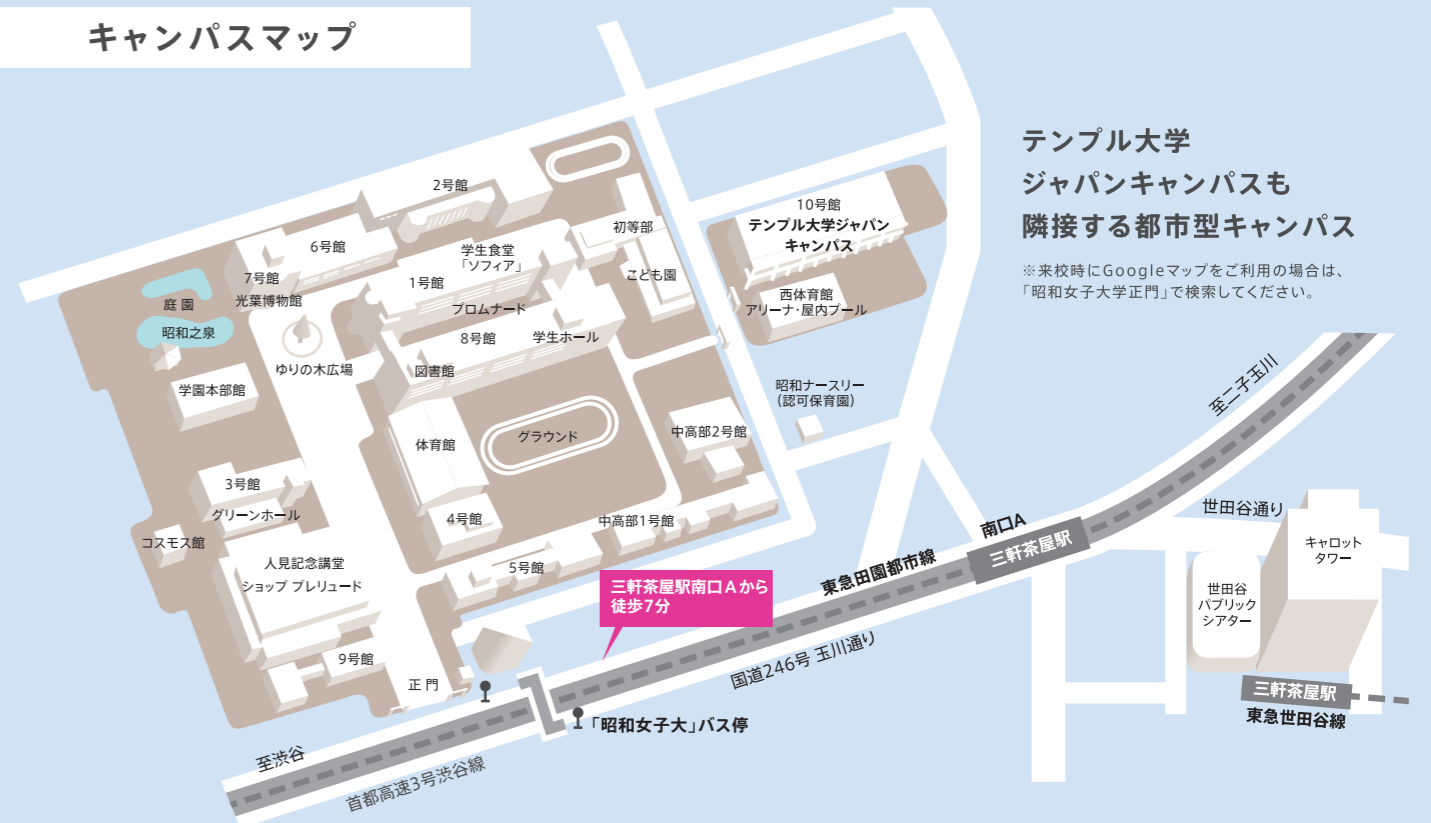 キャンパスマップ
テンプル大学
ジャパンキャンパスも
隣接する都市型キャンパス
※来校時にGoogleマップをご利用の場合は、
「昭和女子大学正門」で検索してください。
2号館
10号館
テンプル大学ジャパン
キャンパス
初等部
6号館
学生食堂
「ソフィア」
7号館
1号館
こども園
光葉博物館
庭園
西体育館
アリーナ・屋内プール
プロムナード
昭和之泉
8号館
学生ホール
ゆりの木広場
図書館
学園本部館
昭和ナースリー
(認可保育園)
至二子玉川
体育館
グラウンド
中高部2号館
3号館
グリーンホール
4号館
中高部1号館
コスモス館
人見記念講堂
ショップ プレリュード
5号館
世田谷通り
南口A
三軒茶屋駅
キャロット
タワー
東急田園都市線
三軒茶屋駅南口Aから
徒歩7分
世田谷
パブリック
シアター
9号館
正門
国道246号 玉川通り
三軒茶屋駅
東急世田谷線
「昭和女子大」バス停
至渋谷
首都高速3号渋谷線